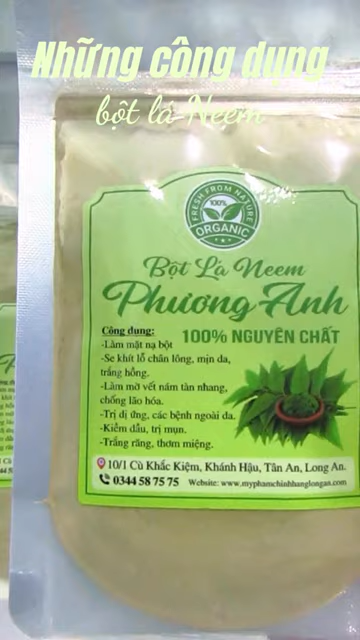 Những công dụng
bột lá Neem
FRESH FROM NATURE
100%
ORGANIC
Bột Lá Neem
Phương Anh
100% NGUYÊN CHẤT
Công dụng:
-Làm mặt nạ bột
-Se khít lỗ chân lông, mịn da,
trắng hồng.
-Làm mờ vết nám tàn nhang,
chống lão hóa.
-Trị dị ứng, các bệnh ngoài da.
-Kiềm dầu, trị mụn.
-Trắng răng, thơm miệng.
10/1 Cù Khắc Kiệm, Khánh Hậu, Tân An, Long An.
0344 58 75 75 Website: www.myphamchinhhanglongan.com